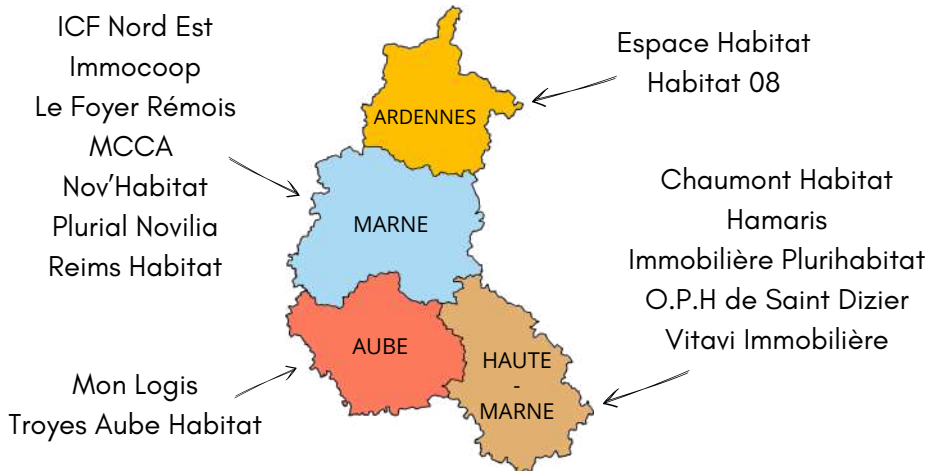 ICF Nord Est
Immocoop
Le Foyer Rémois
MCCA
Nov'Habitat
Plurial Novilia
Reims Habitat
Espace Habitat
Habitat 08
ARDENNES
MARNE
Chaumont Habitat
Hamaris
Immobilière Plurihabitat
O.P.H de Saint Dizier
Vitavi Immobilière
AUBE
HAUTE
-
MARNE
Mon Logis
Troyes Aube Habitat